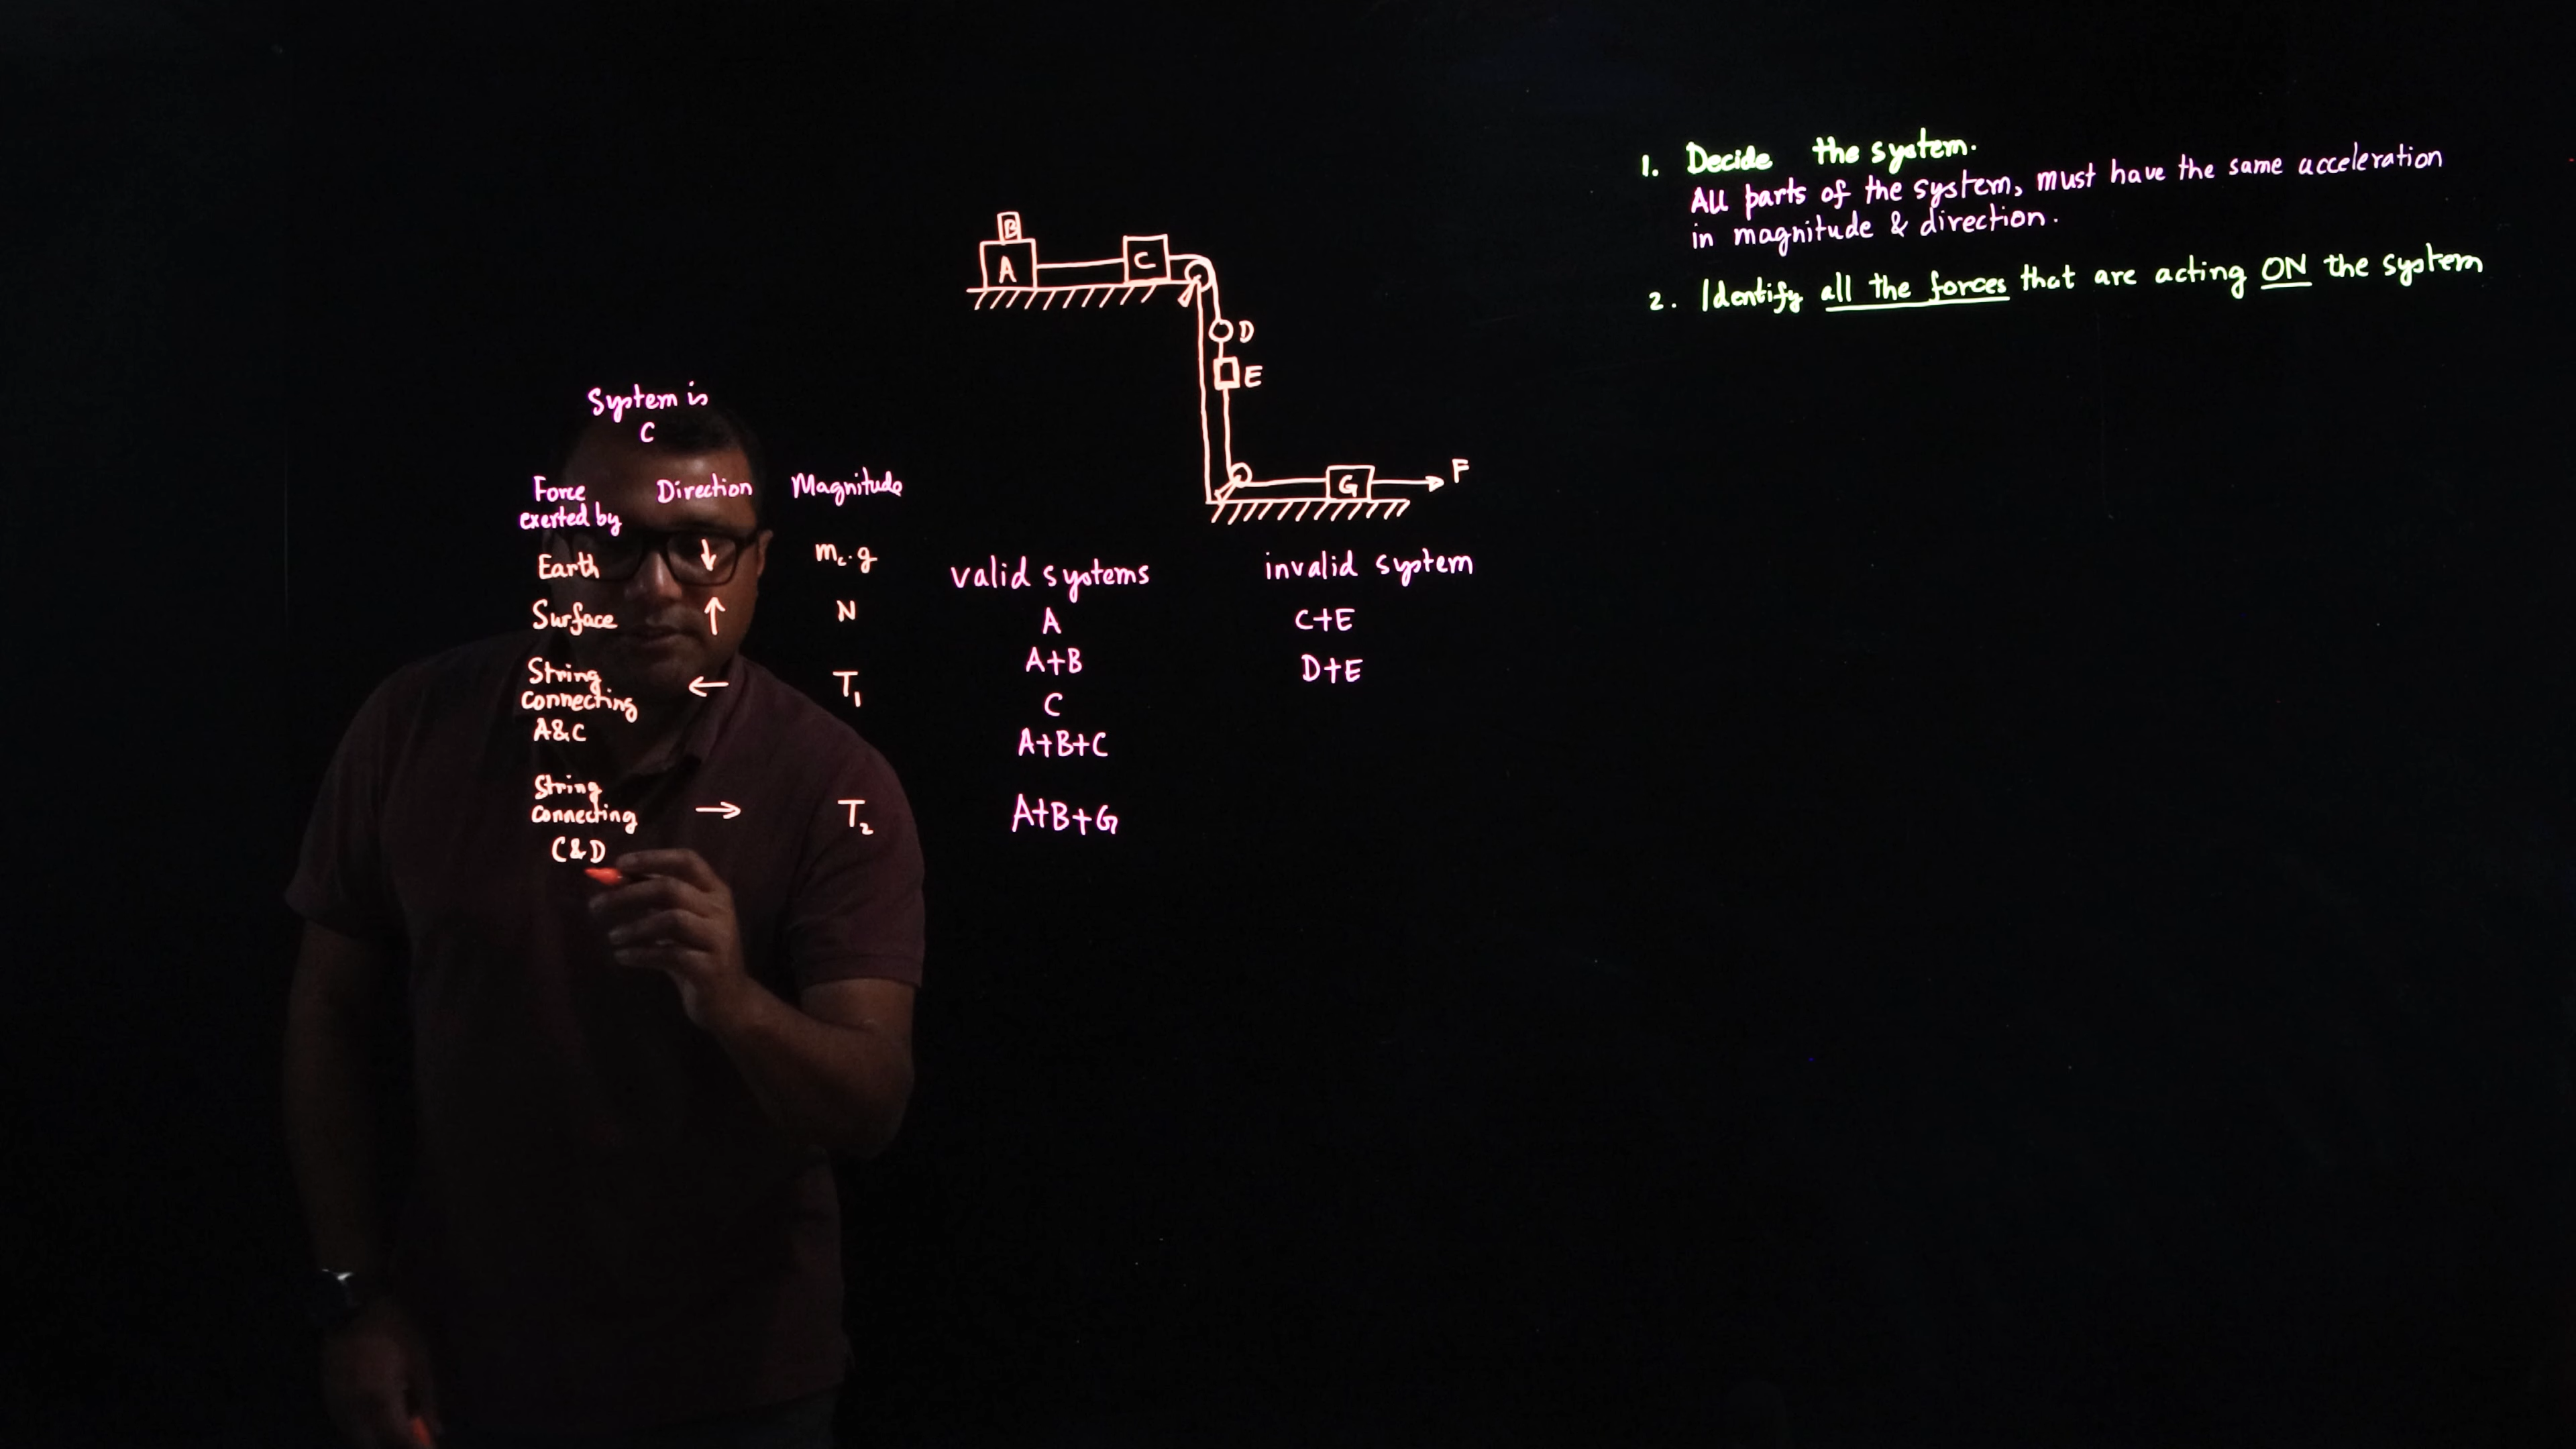 1. Decide the system.
All parts of the system, must have the same acceleration
in magnitude & direction.
2. Identify all the forces that are acting ON the system
B
A
C
D
E
G
F
System is
C
Force exerted by Direction Magnitude
Earth ↓ mc.g
Surface ↑ N
String
connecting ← T1
A&C
String
connecting → T2
C&D
valid systems
A
A+B
C
A+B+C
A+B+G
invalid system
C+E
D+E